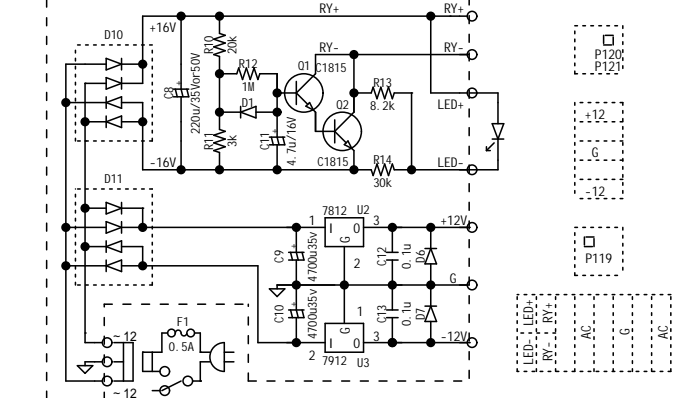 RY+
RY+
D10
+16V
R10
20k
RY-
RY-
R12
1M
Q1
C1815
P120
P121
C8
220u/35Vor50V
D1
Q2
R13
8.2k
LED+
+12
R11
3k
C11
4.7u/16V
G
-16V
C1815
R14
30k
LED-
-12
D11
7812
U2
1
I
O
3
+12V
G
2
C9
4700u35v
C12
0.1u
D6
P119
G
C10
4700u35v
1
G
C13
0.1u
D7
LED+
RY+
AC
G
AC
LED-
RY-
F1
0.5A
~12
I
O
3
-12V
2
7912
U3
~12